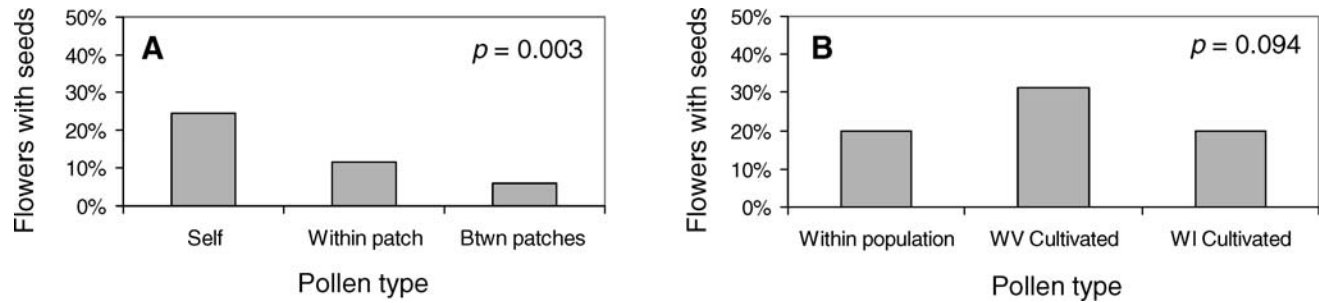 A
p = 0.003
Flowers with seeds
50%
40%
30%
20%
10%
0%
Self Within patch Btwn patches
Pollen type
B
p = 0.094
Flowers with seeds
50%
40%
30%
20%
10%
0%
Within population WV Cultivated WI Cultivated
Pollen type